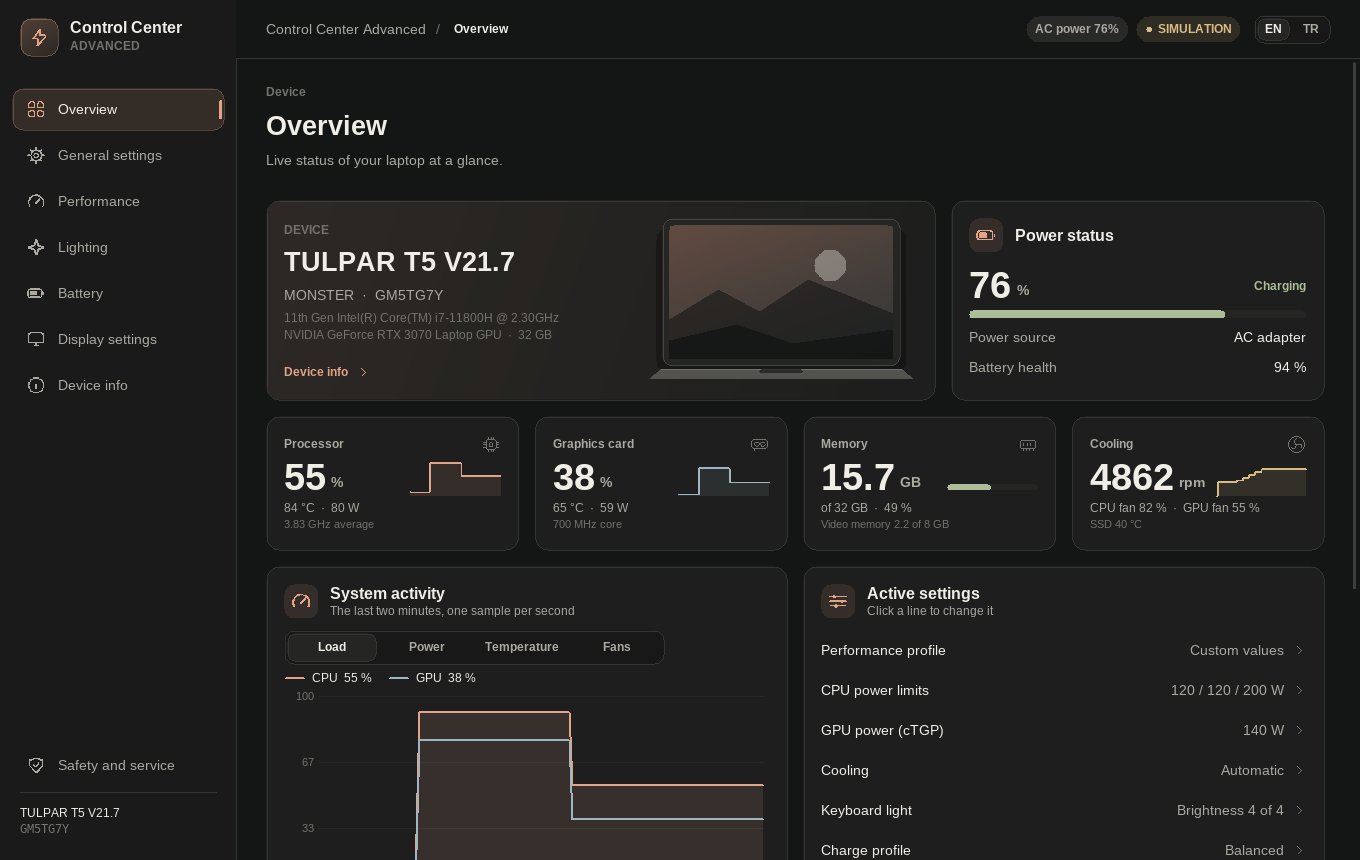 Control Center
ADVANCED
Overview
General settings
Performance
Lighting
Battery
Display settings
Device info
Safety and service
TULPAR T5 V21.7
GM5TG7Y
Control Center Advanced / Overview
AC power 76%
SIMULATION
EN
TR
Device
Overview
Live status of your laptop at a glance.
DEVICE
TULPAR T5 V21.7
MONSTER · GM5TG7Y
11th Gen Intel(R) Core(TM) i7-11800H @ 2.30GHz
NVIDIA GeForce RTX 3070 Laptop GPU · 32 GB
Device info
Power status
76 %
Charging
Power source AC adapter
Battery health 94 %
Processor
55 %
84 °C · 80 W
3.83 GHz average
Graphics card
38 %
65 °C · 59 W
700 MHz core
Memory
15.7 GB
of 32 GB · 49 %
Video memory 2.2 of 8 GB
Cooling
4862 rpm
CPU fan 82 % · GPU fan 55 %
SSD 40 °C
System activity
The last two minutes, one sample per second
Load
Power
Temperature
Fans
CPU 55 %
GPU 38 %
100
67
33
Active settings
Click a line to change it
Performance profile Custom values
CPU power limits 120 / 120 / 200 W
GPU power (cTGP) 140 W
Cooling Automatic
Keyboard light Brightness 4 of 4
Charge profile Balanced